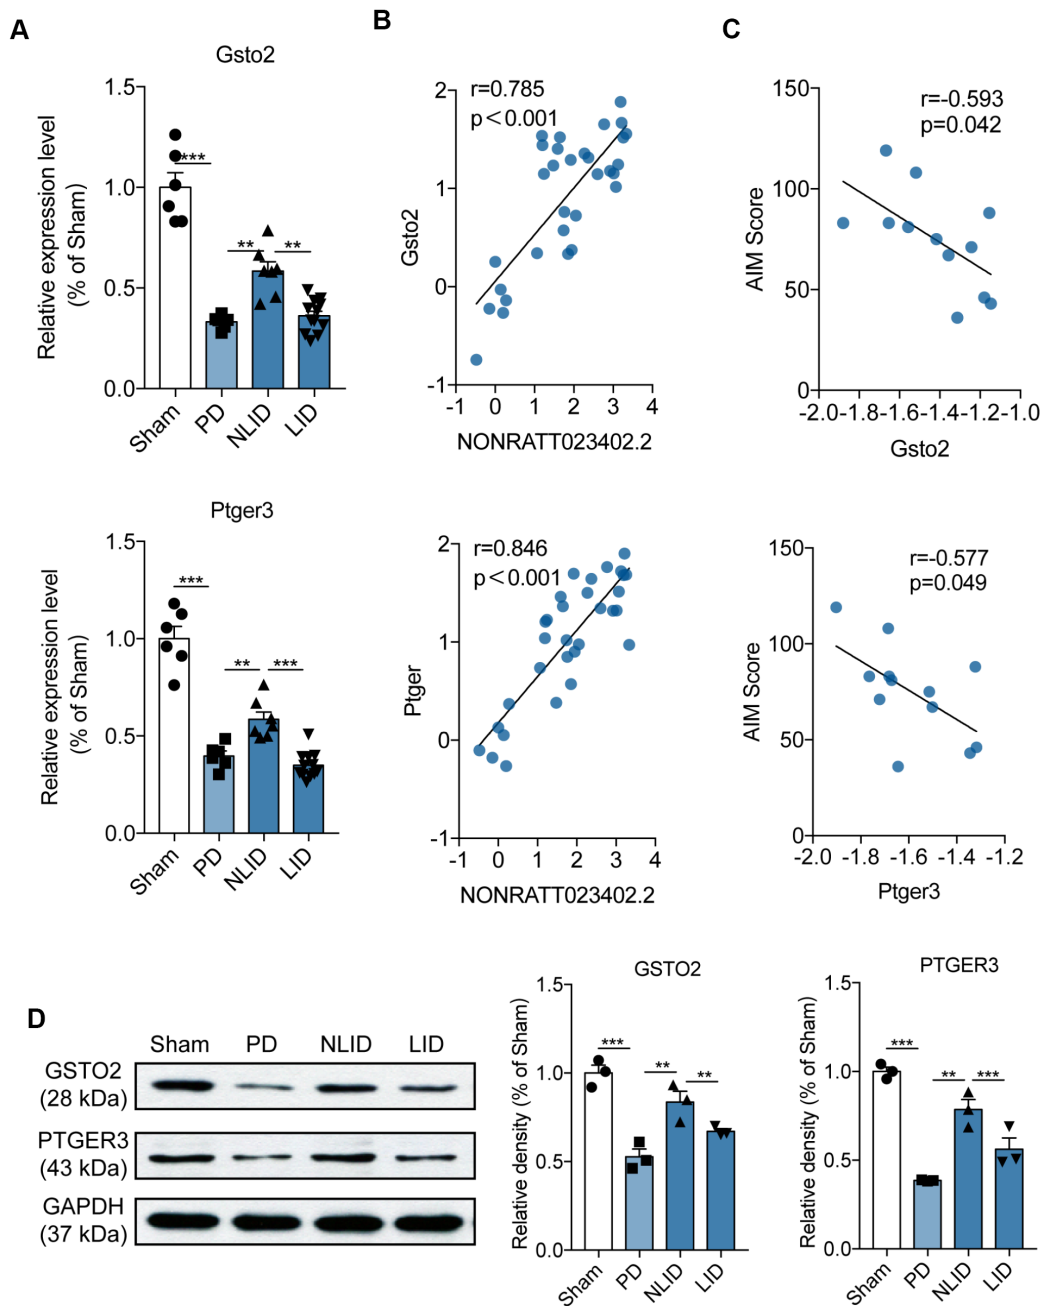 A
B
C
Gsto2
Relative expression level
(% of Sham)
1.5
1.0
0.5
0.0
***
**
**
Sham
PD
NLID
LID
r=0.785
p<0.001
Gsto2
2
1
0
-1
-1
0
1
2
3
4
NONRATT023402.2
r=-0.593
p=0.042
AIM Score
150
100
50
0
-2.0
-1.8
-1.6
-1.4
-1.2
-1.0
Gsto2
Ptger3
Relative expression level
(% of Sham)
1.5
1.0
0.5
0.0
***
**
***
Sham
PD
NLID
LID
r=0.846
p<0.001
Ptger
2
1
0
-1
-1
0
1
2
3
4
NONRATT023402.2
r=-0.577
p=0.049
AIM Score
150
100
50
0
-2.0
-1.8
-1.6
-1.4
-1.2
Ptger3
D
Sham
PD
NLID
LID
GSTO2
(28 kDa)
PTGER3
(43 kDa)
GAPDH
(37 kDa)
GSTO2
Relative density (% of Sham)
1.5
1.0
0.5
0.0
***
**
**
Sham
PD
NLID
LID
PTGER3
Relative density (% of Sham)
1.5
1.0
0.5
0.0
***
**
***
Sham
PD
NLID
LID